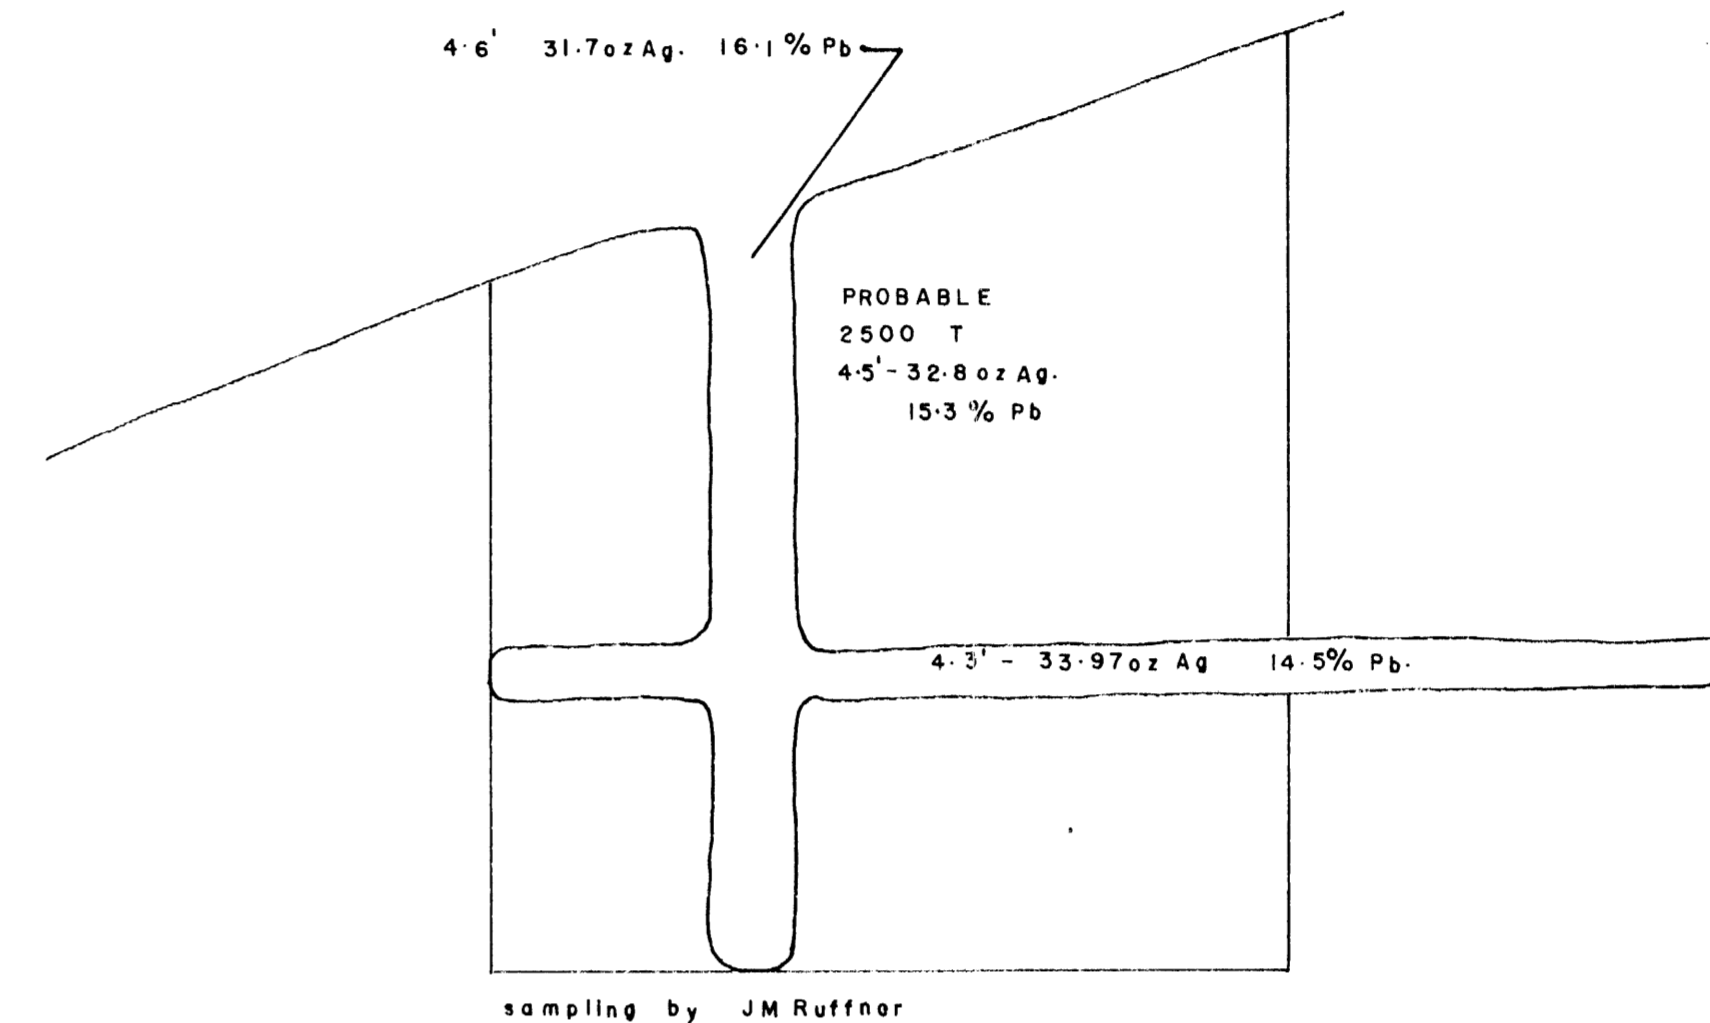 4.6' 31.7oz Ag. 16.1% Pb
PROBABLE
2500 T
4.5'-32.8 oz Ag.
15.3 % Pb
4.3' - 33.97oz Ag 14.5% Pb.
sampling by JM Ruffnor